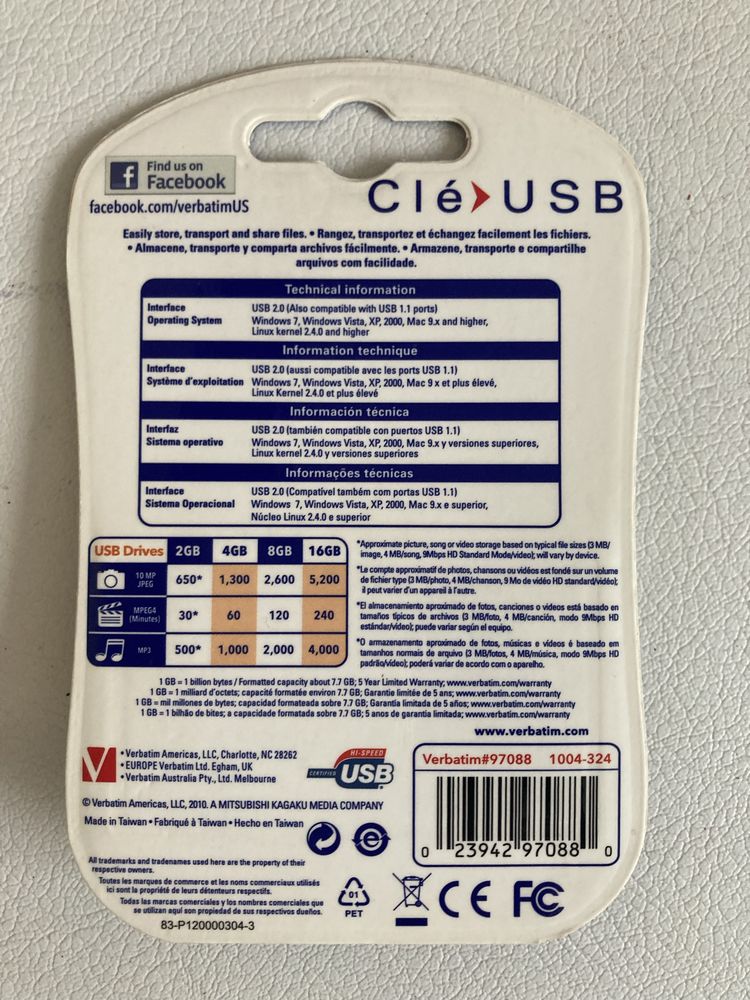 Find us on
Facebook
facebook.com/verbatimUS
Clé USB
Easily store, transport and share files. • Rangez, transportez et échangez facilement les fichiers.
• Almacene, transporte y comparta archivos fácilmente. • Armazene, transporte e compartilhe
arquivos com facilidade.
Technical information
Interface USB 2.0 (Also compatible with USB 1.1 ports)
Operating System Windows 7, Windows Vista, XP, 2000, Mac 9.x and higher,
Linux kernel 2.4.0 and higher
Information technique
Interface USB 2.0 (aussi compatible avec les ports USB 1.1)
Système d'exploitation Windows 7, Windows Vista, XP, 2000, Mac 9 x et plus élevé,
Linux Kernel 2.4.0 et plus élevé
Información técnica
Interfaz USB 2.0 (también compatible con puertos USB 1.1)
Sistema operativo Windows 7, Windows Vista, XP, 2000, Mac 9.x y versiones superiores,
Linux kernel 2.4.0 y versiones superiores
Informações técnicas
Interface USB 2.0 (Compatível também com portas USB 1.1)
Sistema Operacional Windows 7, Windows Vista, XP, 2000, Mac 9.x e superior,
Núcleo Linux 2.4.0 e superior
USB Drives 2GB 4GB 8GB 16GB
10 MP JPEG 650* 1,300 2,600 5,200
MPEG4 (Minutes) 30* 60 120 240
MP3 500* 1,000 2,000 4,000
*Approximate picture, song or video storage based on typical file sizes (3 MB/
image, 4 MB/song, 9Mbps HD Standard Mode/video); will vary by device.
*Le compte approximatif de photos, chansons ou vidéos est fondé sur un volume
de fichier type (3 MB/photo, 4 MB/chanson, 9 Mo de vidéo HD standard/vidéo);
il peut varier d'un appareil à l'autre.
*El almacenamiento aproximado de fotos, canciones o videos está basado en
tamaños típicos de archivos (3 MB/foto, 4 MB/canción, modo 9Mbps HD
estándar/video); puede variar según el equipo.
*O armazenamento aproximado de fotos, músicas e vídeos é baseado em
tamanhos normais de arquivo (3 MB/fotos, 4 MB/música, modo 9Mbps HD
padrão/vídeo); poderá variar de acordo com o aparelho.
1 GB = 1 billion bytes / Formatted capacity about 7.7 GB; 5 Year Limited Warranty; www.verbatim.com/warranty
1 GB = 1 milliard d'octets; capacité formatée environ 7.7 GB; Garantie limitée de 5 ans; www.verbatim.com/warranty
1 GB = mil millones de bytes; capacidad formateada sobre 7.7 GB; Garantía limitada de 5 años; www.verbatim.com/warranty
1 GB = 1 bilhão de bites; a capacidade formatada sobre 7.7 GB; 5 anos de garantia limitada; www.verbatim.com/warranty
www.verbatim.com
• Verbatim Americas, LLC, Charlotte, NC 28262
• EUROPE Verbatim Ltd. Egham, UK
• Verbatim Australia Pty., Ltd. Melbourne
HI-SPEED
CERTIFIED USB
Verbatim#97088 1004-324
© Verbatim Americas, LLC, 2010. A MITSUBISHI KAGAKU MEDIA COMPANY
Made in Taiwan • Fabriqué à Taiwan • Hecho en Taiwan
0 23942 97088 0
All trademarks and tradenames used here are the property of their
respective owners.
Toutes les marques de commerce et les noms commerciaux utilisés
ici sont la propriété de leurs détenteurs respectifs.
Todas las marcas comerciales y los nombres comerciales que
se utilizan aquí son propiedad de sus respectivos dueños.
83-P120000304-3
01
PET
CE FC